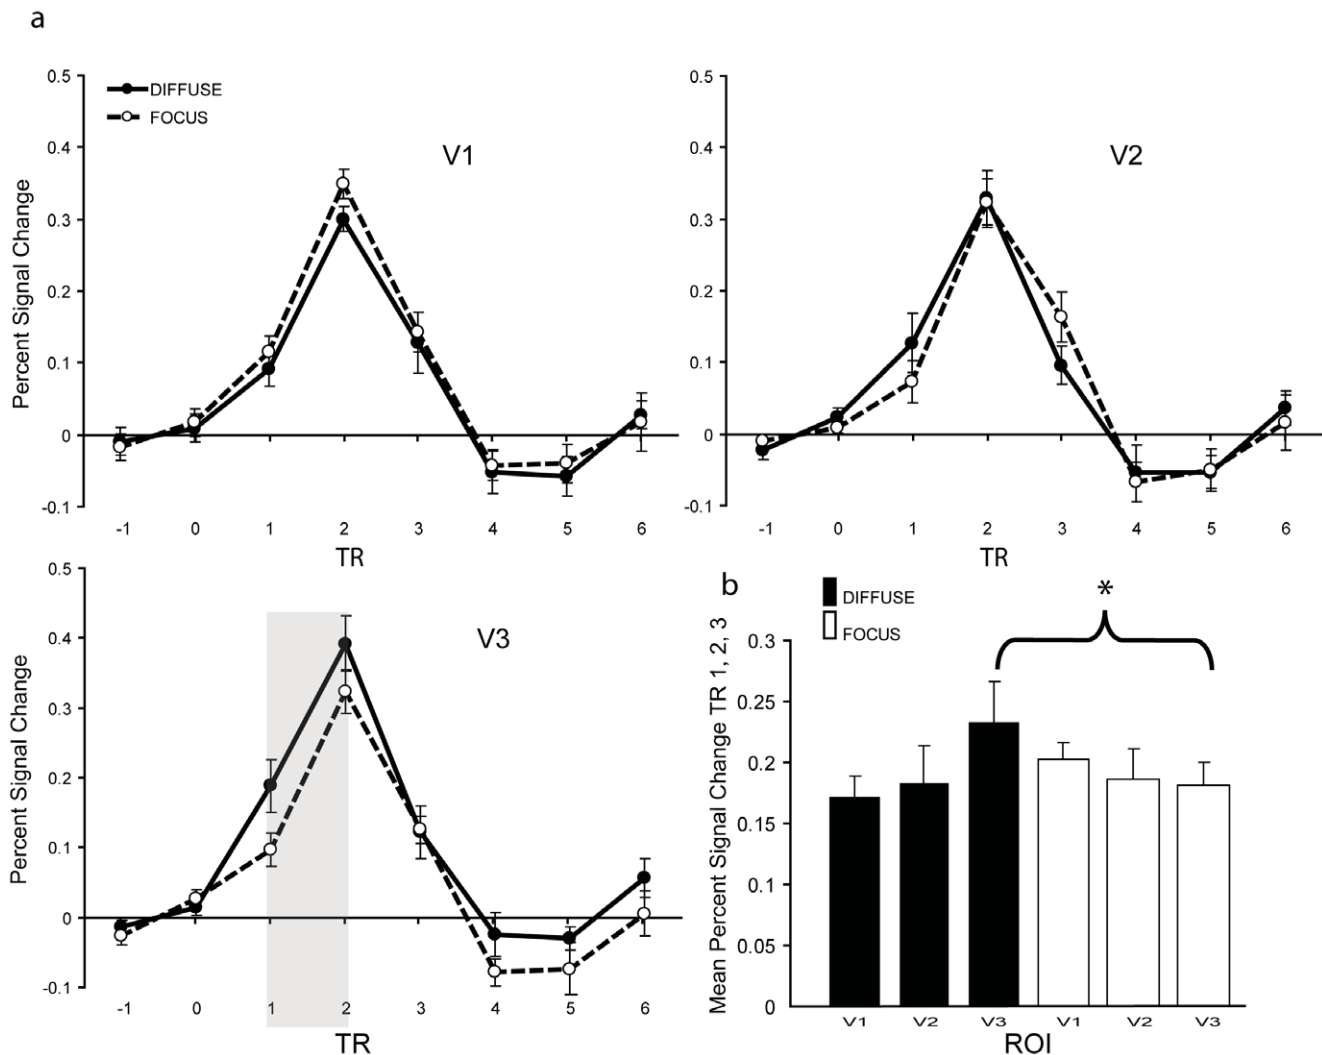 a
0.5
0.4
0.3
0.2
0.1
0
-0.1
Percent Signal Change
DIFFUSE
FOCUS
V1
-1 0 1 2 3 4 5 6
TR
0.5
0.4
0.3
0.2
0.1
0
-0.1
V2
-1 0 1 2 3 4 5 6
TR
0.5
0.4
0.3
0.2
0.1
0
-0.1
Percent Signal Change
V3
-1 0 1 2 3 4 5 6
TR
b
DIFFUSE
FOCUS
*
0.3
0.25
0.2
0.15
0.1
0.05
0
Mean Percent Signal Change TR 1, 2, 3
V1 V2 V3 V1 V2 V3
ROI